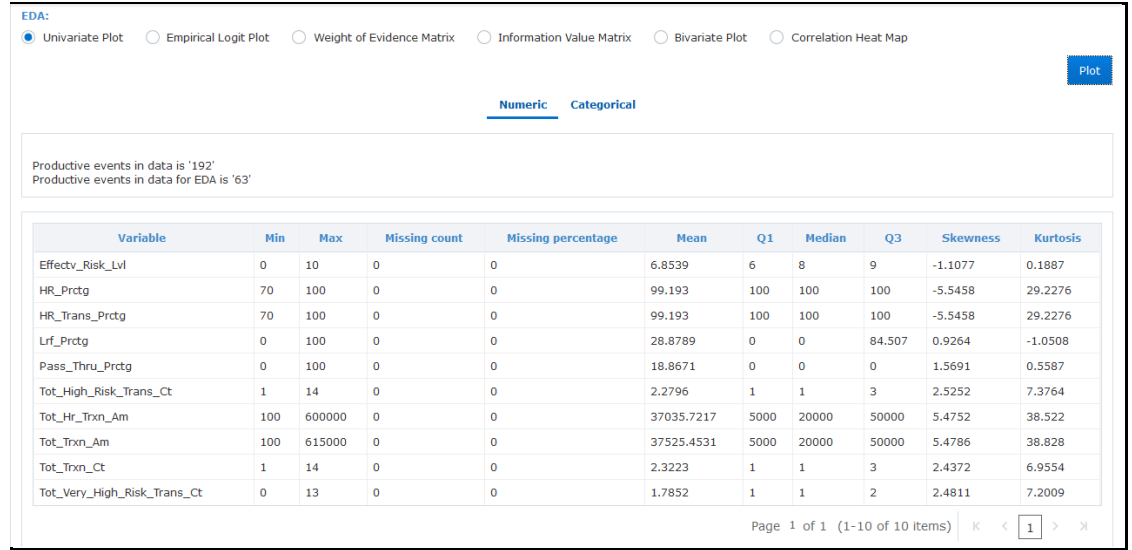 EDA:
Univariate Plot Empirical Logit Plot Weight of Evidence Matrix Information Value Matrix Bivariate Plot Correlation Heat Map
Plot
Numeric Categorical
Productive events in data is '192'
Productive events in data for EDA is '63'
Variable Min Max Missing count Missing percentage Mean Q1 Median Q3 Skewness Kurtosis
Effectv_Risk_Lvl 0 10 0 0 6.8539 6 8 9 -1.1077 0.1887
HR_Prctg 70 100 0 0 99.193 100 100 100 -5.5458 29.2276
HR_Trans_Prctg 70 100 0 0 99.193 100 100 100 -5.5458 29.2276
Lrf_Prctg 0 100 0 0 28.8789 0 0 84.507 0.9264 -1.0508
Pass_Thru_Prctg 0 100 0 0 18.8671 0 0 0 1.5691 0.5587
Tot_High_Risk_Trans_Ct 1 14 0 0 2.2796 1 1 3 2.5252 7.3764
Tot_Hr_Trxn_Am 100 600000 0 0 37035.7217 5000 20000 50000 5.4752 38.522
Tot_Trxn_Am 100 615000 0 0 37525.4531 5000 20000 50000 5.4786 38.828
Tot_Trxn_Ct 1 14 0 0 2.3223 1 1 3 2.4372 6.9554
Tot_Very_High_Risk_Trans_Ct 0 13 0 0 1.7852 1 1 2 2.4811 7.2009
Page 1 of 1 (1-10 of 10 items) 1